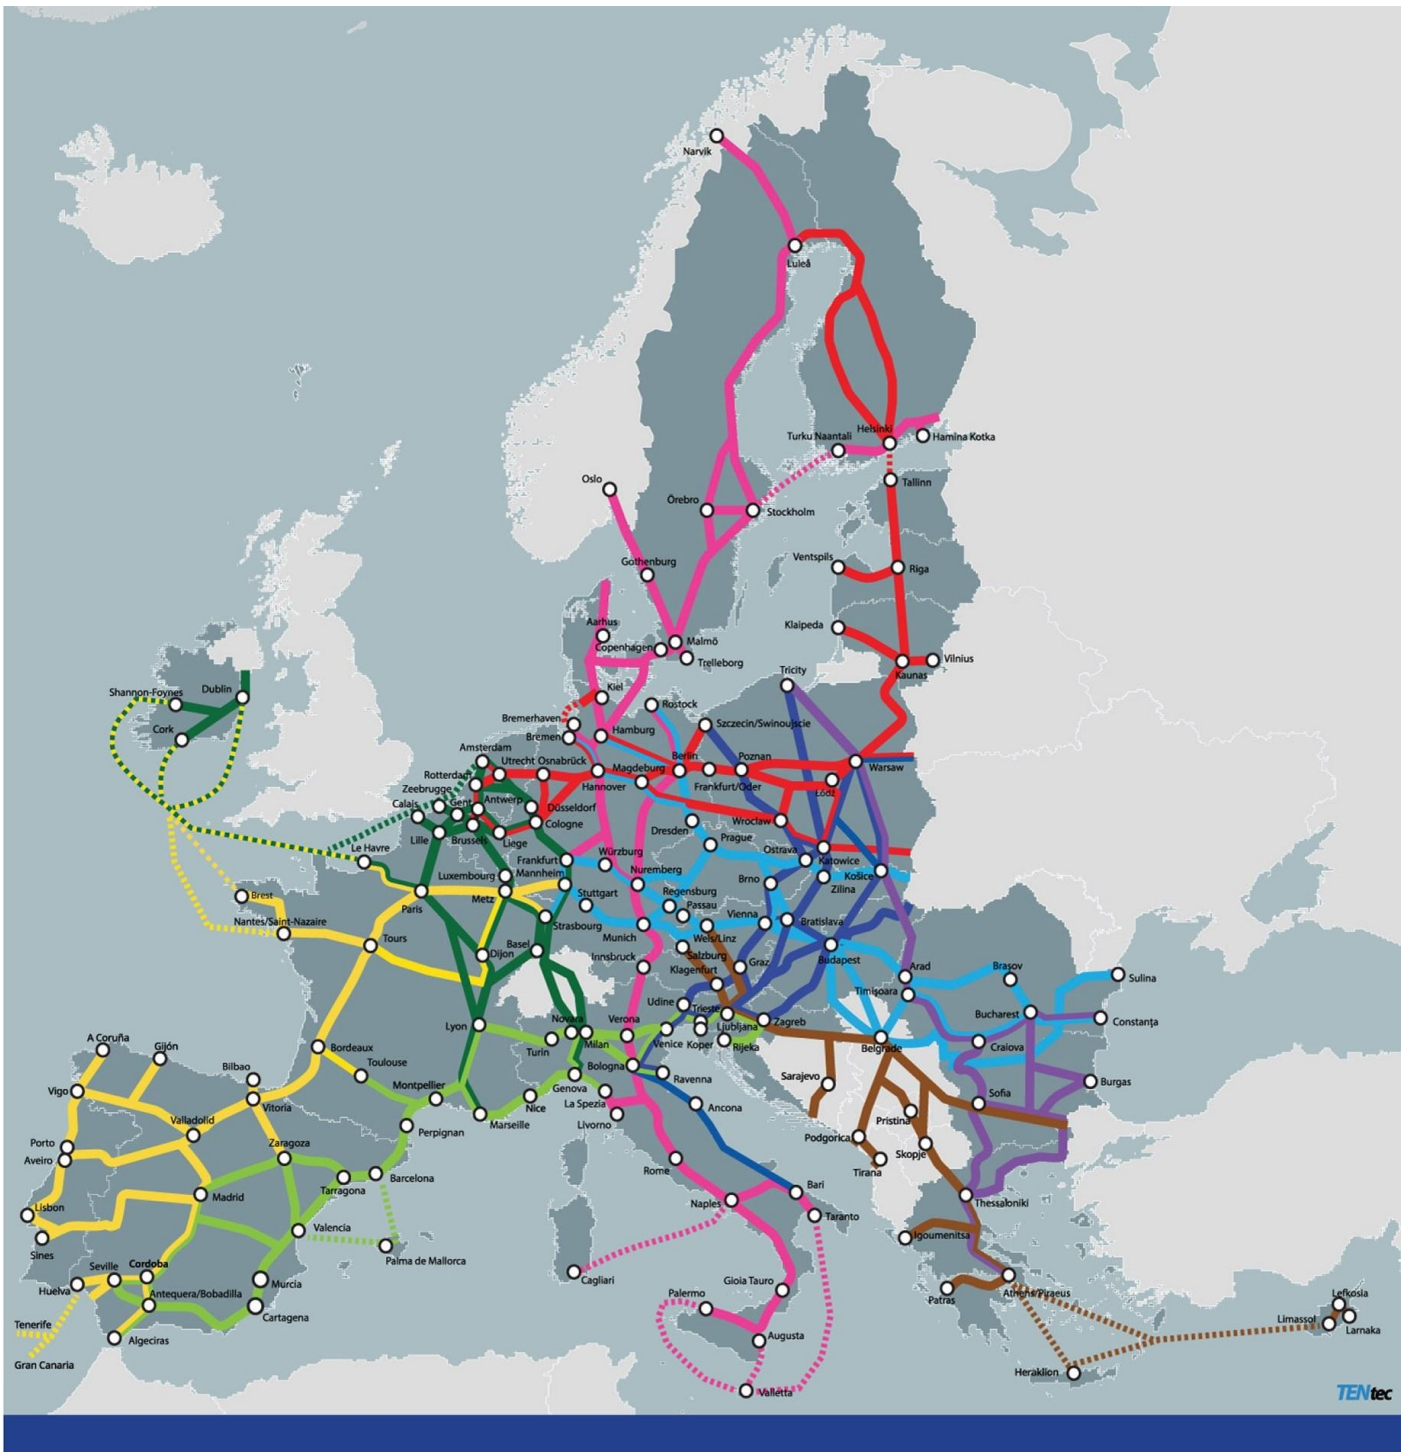 Narvik
Luleå
Helsinki
Turku Naantali
Hamina Kotka
Oslo
Tallinn
Örebro
Stockholm
Ventspils
Gothenburg
Riga
Aarhus
Klaipeda
Malmö
Copenhagen
Trelleborg
Vilnius
Tricity
Kaunas
Shannon-Foynes
Dublin
Kiel
Rostock
Bremerhaven
Szczecin/Swinoujscie
Cork
Hamburg
Bremen
Amsterdam
Berlin
Poznan
Utrecht
Osnabrück
Warsaw
Rotterdam
Magdeburg
Hannover
Frankfurt/Oder
Łódź
Zeebrugge
Calais
Gent
Antwerp
Düsseldorf
Cologne
Wroclaw
Dresden
Lille
Brussels
Liege
Prague
Le Havre
Würzburg
Ostrava
Katowice
Frankfurt
Luxembourg
Mannheim
Nuremberg
Košice
Brno
Zilina
Brest
Metz
Stuttgart
Regensburg
Paris
Passau
Nantes/Saint-Nazaire
Strasbourg
Vienna
Bratislava
Tours
Munich
Wels/Linz
Basel
Salzburg
Dijon
Innsbruck
Budapest
Graz
Klagenfurt
Arad
Braşov
Sulina
Timişoara
Udine
Trieste
Bucharest
Constanţa
Lyon
Novara
Verona
Ljubljana
Zagreb
A Coruña
Gijón
Bordeaux
Turin
Milan
Venice
Koper
Rijeka
Belgrade
Craiova
Toulouse
Bologna
Bilbao
Sarajevo
Ravenna
Burgas
Vigo
Montpellier
Genova
Nice
La Spezia
Sofia
Vitoria
Ancona
Valladolid
Marseille
Livorno
Pristina
Perpignan
Porto
Zaragoza
Podgorica
Aveiro
Skopje
Rome
Tirana
Barcelona
Tarragona
Madrid
Bari
Lisbon
Naples
Thessaloniki
Taranto
Valencia
Igoumenitsa
Sines
Palma de Mallorca
Seville
Cordoba
Cagliari
Huelva
Murcia
Gioia Tauro
Antequera/Bobadilla
Palermo
Patras
Athens/Piraeus
Lefkosia
Cartagena
Limassol
Larnaka
Tenerife
Algeciras
Augusta
Gran Canaria
Heraklion
Valletta
TENtec